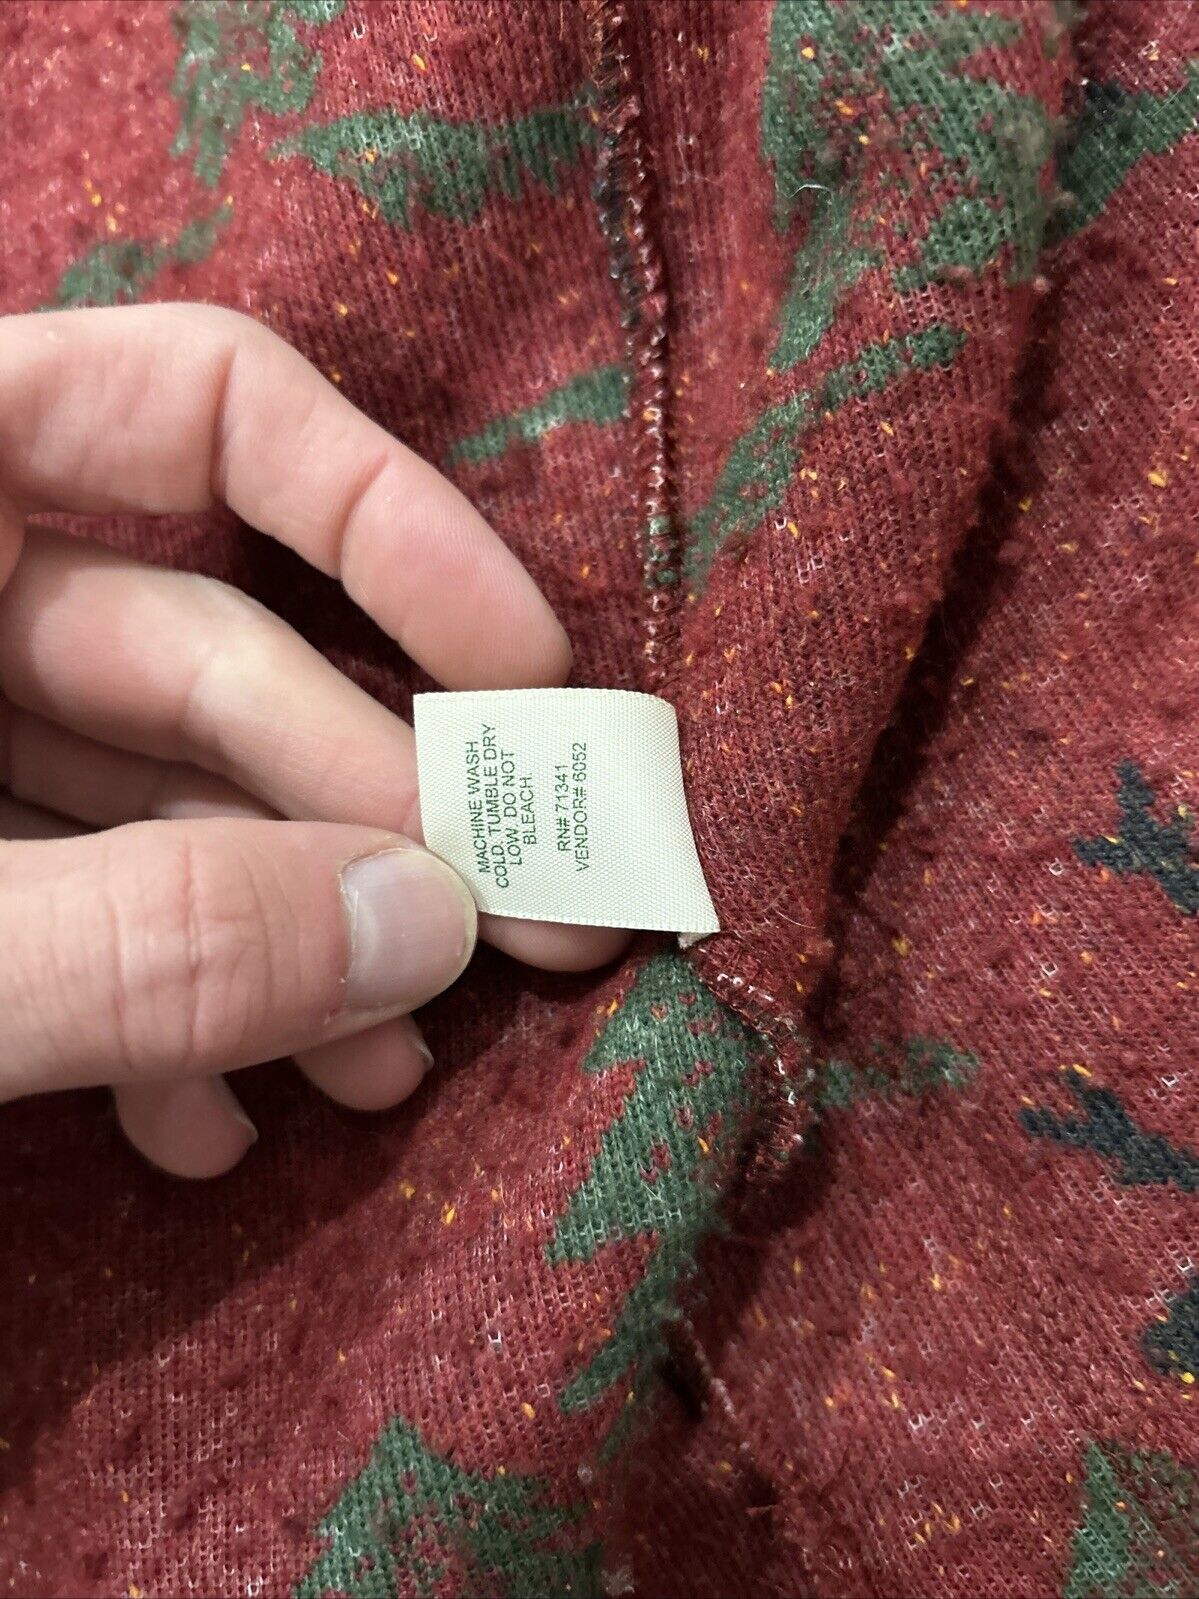 MACHINE WASH
COLD. TUMBLE DRY
LOW. DO NOT
BLEACH
RN# 71341
VENDOR# 6052